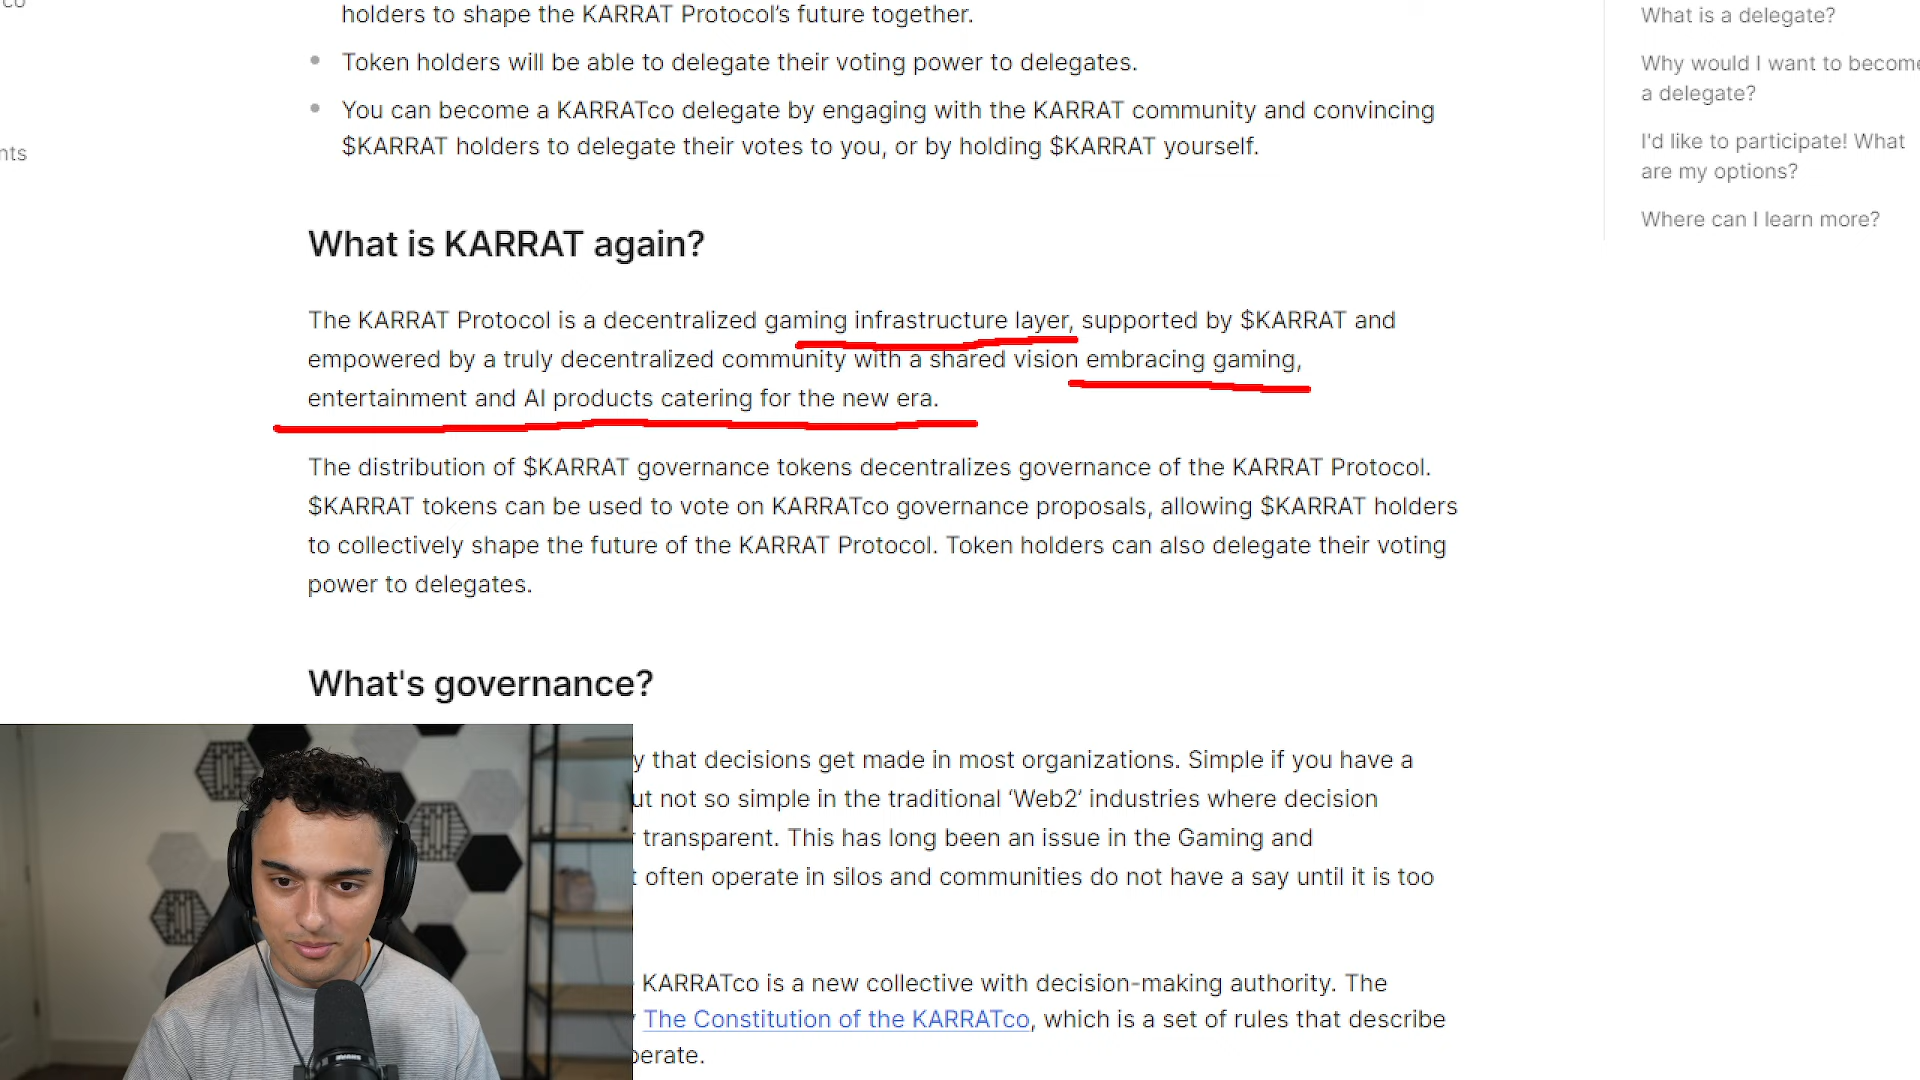 holders to shape the KARRAT Protocol's future together.
Token holders will be able to delegate their voting power to delegates.
You can become a KARRATco delegate by engaging with the KARRAT community and convincing
$KARRAT holders to delegate their votes to you, or by holding $KARRAT yourself.
What is KARRAT again?
The KARRAT Protocol is a decentralized gaming infrastructure layer, supported by $KARRAT and
empowered by a truly decentralized community with a shared vision embracing gaming,
entertainment and AI products catering for the new era.
The distribution of $KARRAT governance tokens decentralizes governance of the KARRAT Protocol.
$KARRAT tokens can be used to vote on KARRATco governance proposals, allowing $KARRAT holders
to collectively shape the future of the KARRAT Protocol. Token holders can also delegate their voting
power to delegates.
What's governance?
y that decisions get made in most organizations. Simple if you have a
ut not so simple in the traditional ‘Web2’ industries where decision
transparent. This has long been an issue in the Gaming and
often operate in silos and communities do not have a say until it is too
KARRATco is a new collective with decision-making authority. The
The Constitution of the KARRATco, which is a set of rules that describe
perate.
nts
What is a delegate?
Why would I want to become
a delegate?
I'd like to participate! What
are my options?
Where can I learn more?